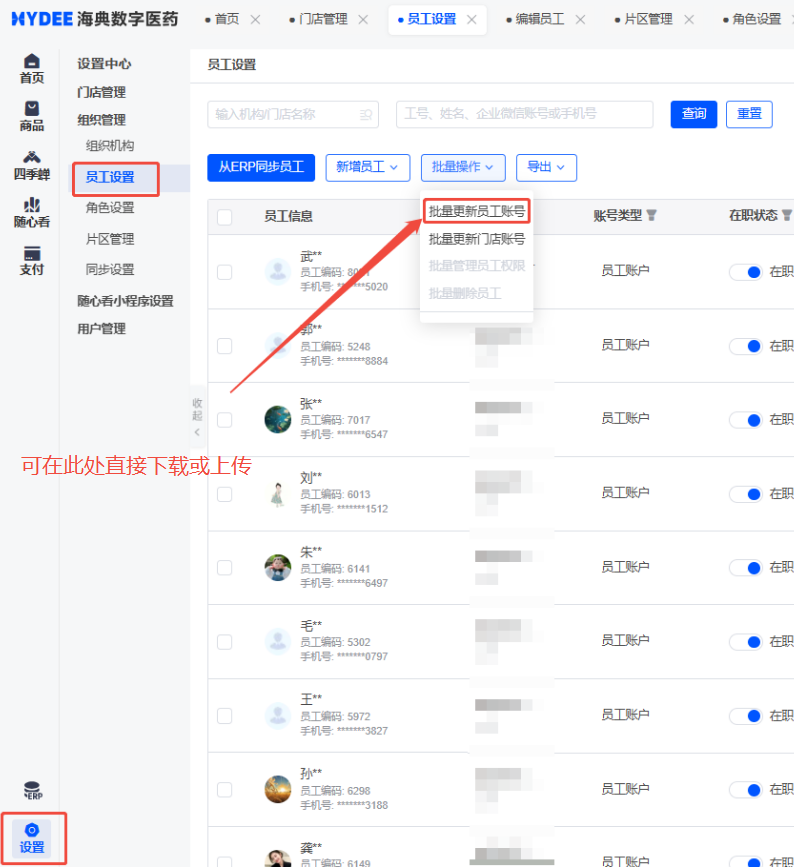 HYDEE 海典数字医药
首页 门店管理 员工设置 编辑员工 片区管理 角色设置
首页
商品
四季蝉
随心看
支付
ERP
设置
设置中心
门店管理
组织管理
组织机构
员工设置
角色设置
片区管理
同步设置
随心看小程序设置
用户管理
收起
员工设置
输入机构/门店名称 工号、姓名、企业微信账号或手机号 查询 重置
从ERP同步员工 新增员工 批量操作 导出
批量更新员工账号
批量更新门店账号
批量管理员工权限
批量删除员工
员工信息 账号类型 在职状态
武**
员工编码: 80
手机号: *****5020
员工账户 在职
郭**
员工编码: 5248
手机号: *******8884
员工账户 在职
张**
员工编码: 7017
手机号: *******6547
员工账户 在职
可在此处直接下载或上传
刘**
员工编码: 6013
手机号: *******1512
员工账户 在职
朱**
员工编码: 6141
手机号: *******6497
员工账户 在职
毛**
员工编码: 5302
手机号: *******0797
员工账户 在职
王**
员工编码: 5972
手机号: *******3827
员工账户 在职
孙**
员工编码: 6298
手机号: *******3188
员工账户 在职
龚**
员工编码: 6149
员工账户 在职